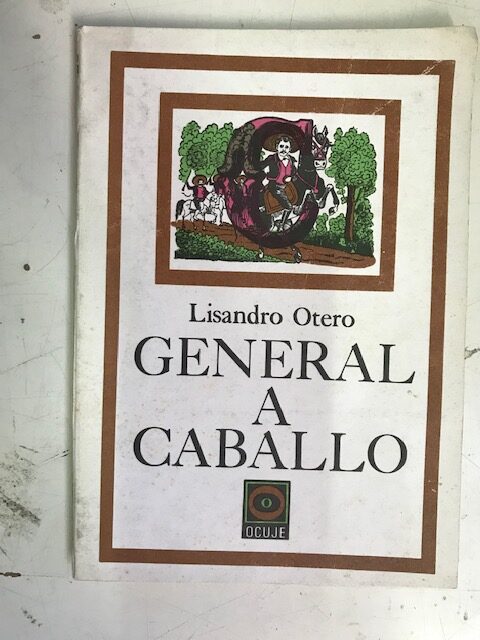 Lisandro Otero
GENERAL
A
CABALLO
OCUJE